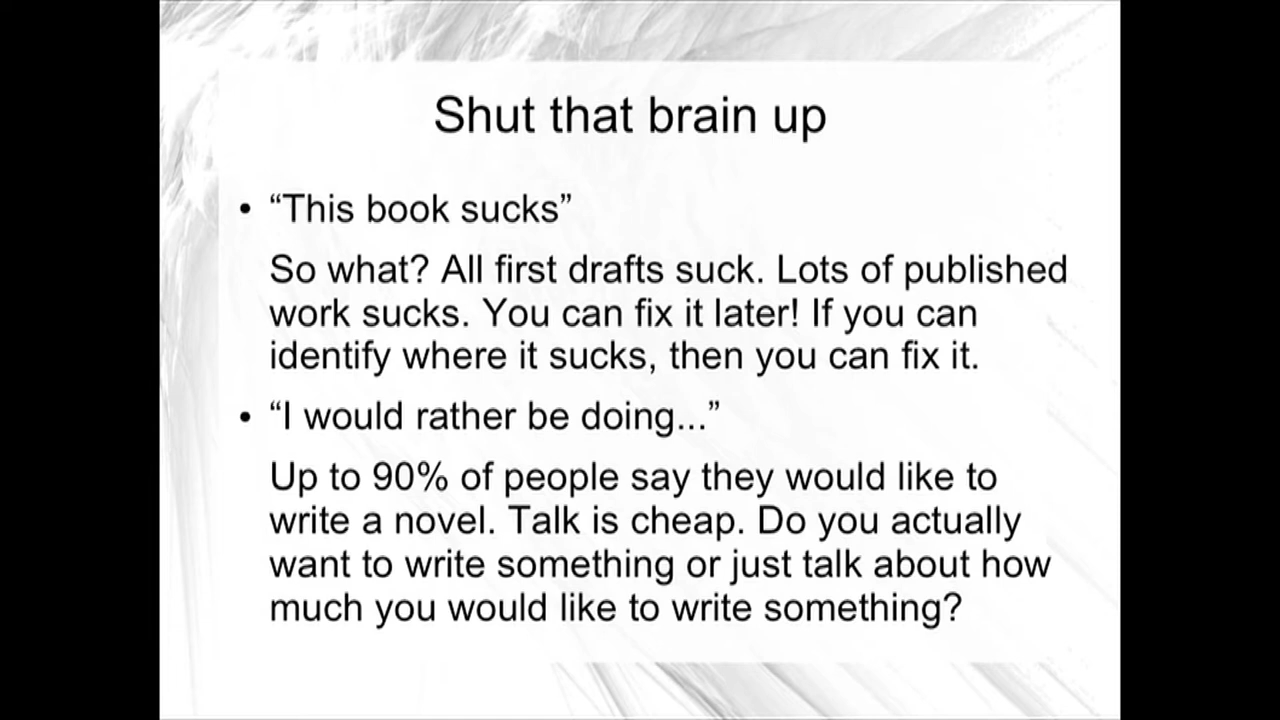 Shut that brain up
• “This book sucks”
So what? All first drafts suck. Lots of published
work sucks. You can fix it later! If you can
identify where it sucks, then you can fix it.
• “I would rather be doing...”
Up to 90% of people say they would like to
write a novel. Talk is cheap. Do you actually
want to write something or just talk about how
much you would like to write something?